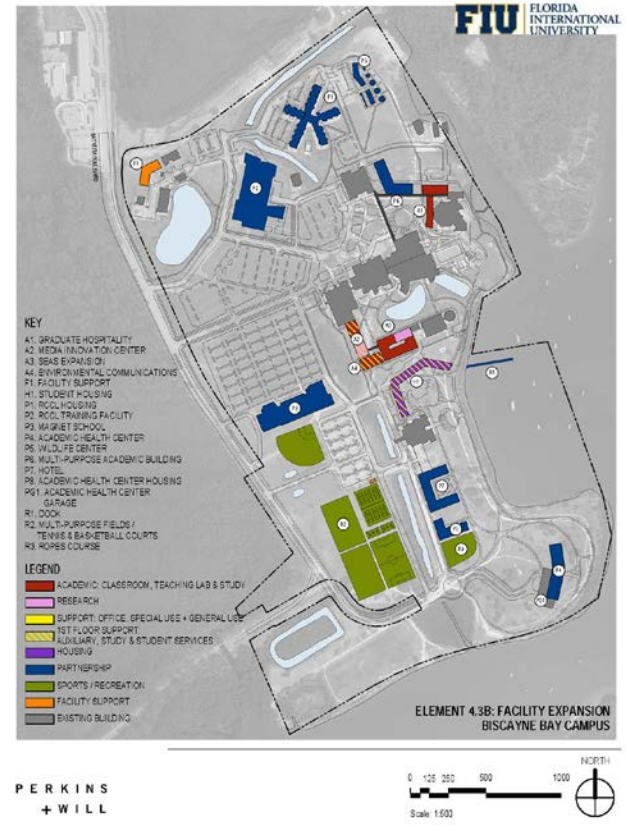 FIU
FLORIDA
INTERNATIONAL
UNIVERSITY
KEY
A1. GRADUATE HOSPITALITY
A2. MEDIA INNOVATION CENTER
A3. SEAS EXPANSION
A4. ENVIRONMENTAL COMMUNICATIONS
F1. FACILITY SUPPORT
H1. STUDENT HOUSING
P1. RCCL HOUSING
P2. RCCL TRAINING FACILITY
P3. MAGNET SCHOOL
P4. ACADEMIC HEALTH CENTER
P5. WILDLIFE CENTER
P6. MULTI-PURPOSE ACADEMIC BUILDING
P7. HOTEL
P8. ACADEMIC HEALTH CENTER HOUSING
PG1. ACADEMIC HEALTH CENTER
GARAGE
R1. DOCK
R2. MULTI-PURPOSE FIELDS /
TENNIS & BASKETBALL COURTS
R3. ROPES COURSE
LEGEND
ACADEMIC: CLASSROOM, TEACHING LAB & STUDY
RESEARCH
SUPPORT: OFFICE, SPECIAL USE + GENERAL USE
1ST FLOOR SUPPORT
AUXILIARY, STUDY & STUDENT SERVICES
HOUSING
PARTNERSHIP
SPORTS / RECREATION
FACILITY SUPPORT
EXISTING BUILDING
ELEMENT 4.3B: FACILITY EXPANSION
BISCAYNE BAY CAMPUS
PERKINS
+ WILL
0 125 250 500 1000
Scale: 1:500
NORTH